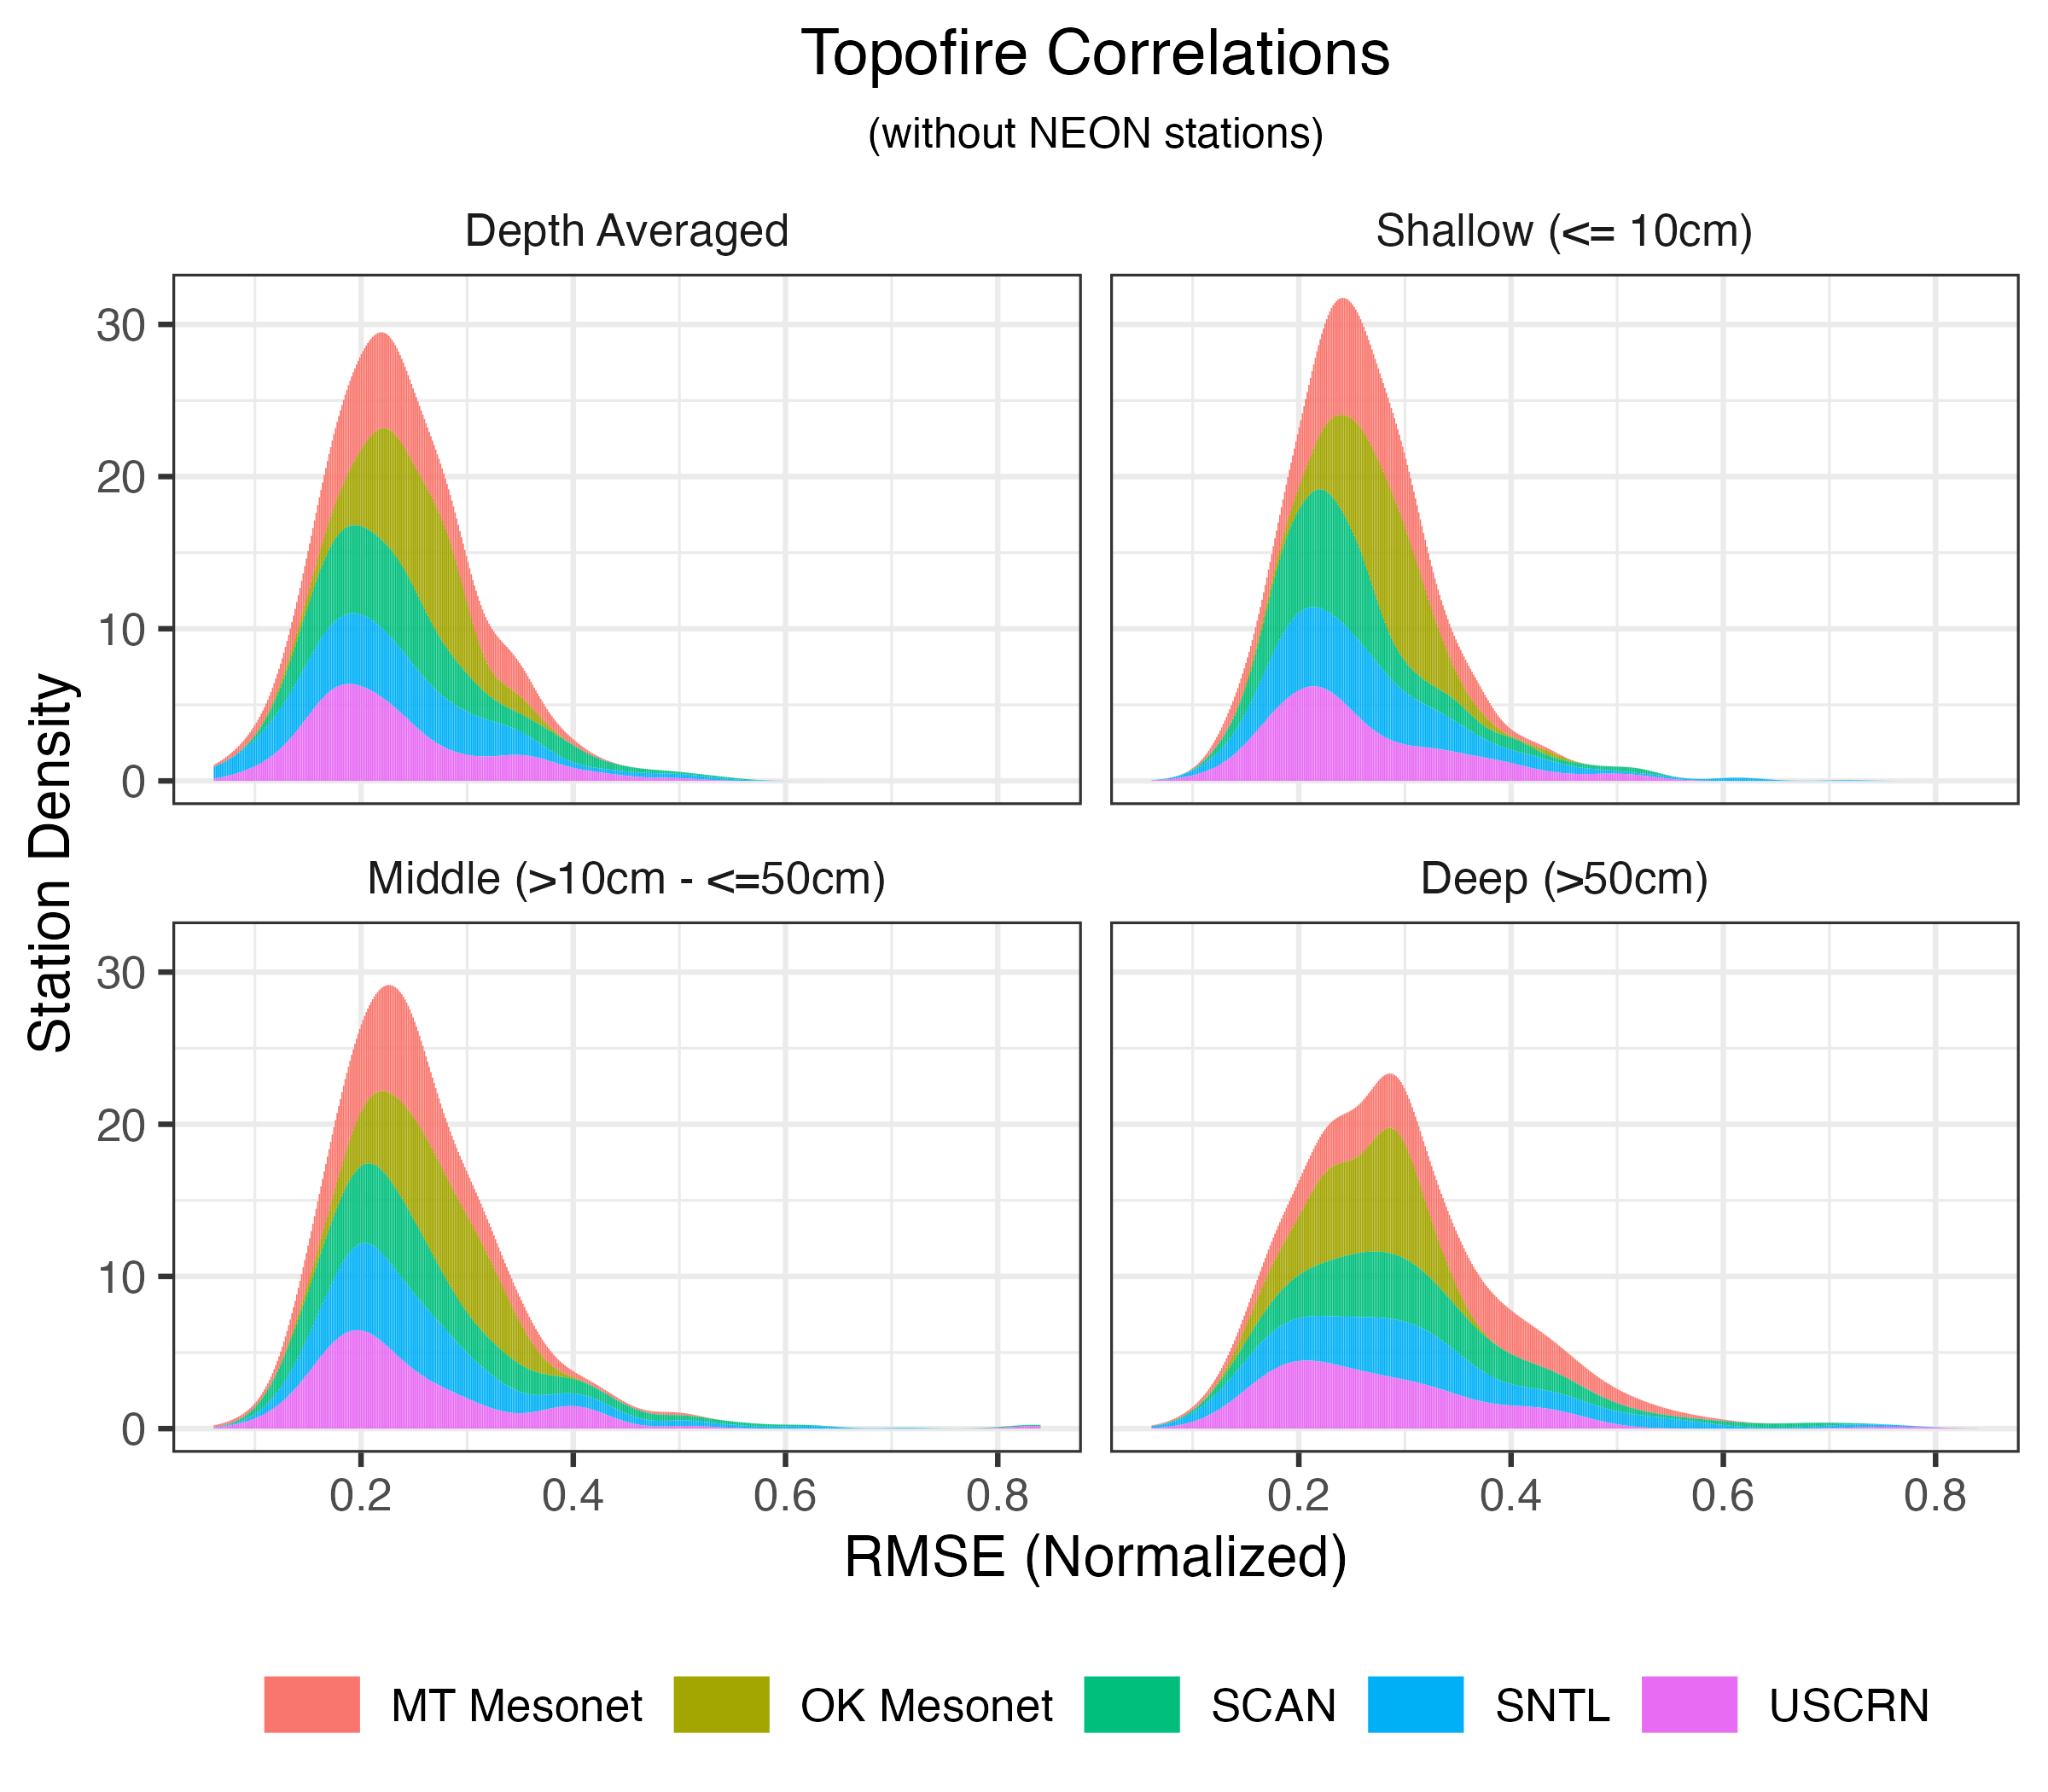 Topofire Correlations
(without NEON stations)
Depth Averaged
Shallow (<= 10cm)
30
20
10
0
Station Density
Middle (>10cm - <=50cm)
Deep (>50cm)
30
20
10
0
0.2 0.4 0.6 0.8
0.2 0.4 0.6 0.8
RMSE (Normalized)
MT Mesonet OK Mesonet SCAN SNTL USCRN